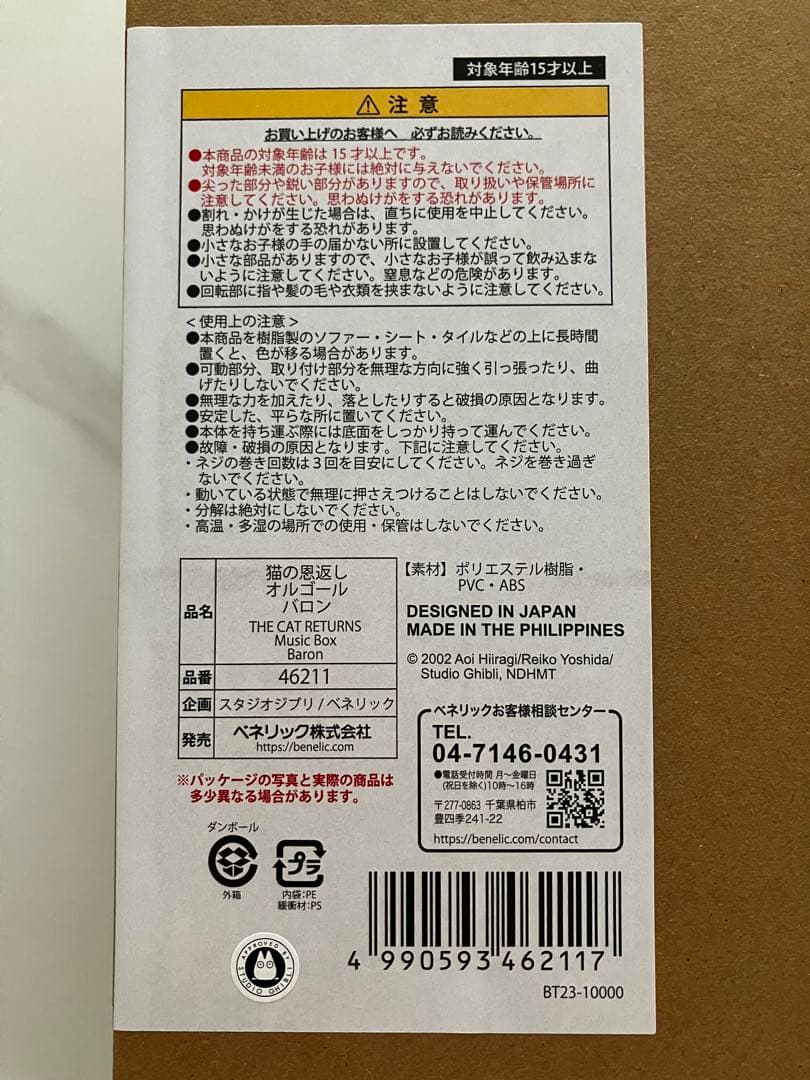 対象年齢15才以上
⚠ 注意
お買い上げのお客様へ 必ずお読みください。
●本商品の対象年齢は15才以上です。
対象年齢未満のお子様には絶対に与えないでください。
●尖った部分や鋭い部分がありますので、取り扱いや保管場所に
注意してください。思わぬけがをする恐れがあります。
●割れ・かけが生じた場合は、直ちに使用を中止してください。
思わぬけがをする恐れがあります。
●小さなお子様の手の届かない所に設置してください。
●小さな部品がありますので、小さなお子様が誤って飲み込まな
いように注意してください。窒息などの危険があります。
●回転部に指や髪の毛や衣類を挟まないように注意してください。
<使用上の注意>
●本商品を樹脂製のソファー・シート・タイルなどの上に長時間
置くと、色が移る場合があります。
●可動部分、取り付け部分を無理な方向に強く引っ張ったり、曲
げたりしないでください。
●無理な力を加えたり、落としたりすると破損の原因となります。
●安定した、平らな所に置いてください。
●本体を持ち運ぶ際には底面をしっかり持って運んでください。
●故障・破損の原因となります。下記に注意してください。
・ネジの巻き回数は3回を目安にしてください。ネジを巻き過ぎ
ないでください。
・動いている状態で無理に押さえつけることはしないでください。
・分解は絶対にしないでください。
・高温・多湿の場所での使用・保管はしないでください。
品名
猫の恩返し
オルゴール
バロン
THE CAT RETURNS
Music Box
Baron
品番 46211
企画 スタジオジブリ/ベネリック
発売 ベネリック株式会社
https://benelic.com
※パッケージの写真と実際の商品は
多少異なる場合があります。
【素材】ポリエステル樹脂・
PVC・ABS
DESIGNED IN JAPAN
MADE IN THE PHILIPPINES
© 2002 Aoi Hiiragi/Reiko Yoshida/
Studio Ghibli, NDHMT
ベネリックお客様相談センター
TEL.
04-7146-0431
●電話受付時間 月〜金曜日
(祝日を除く)10時〜16時
〒277-0863 千葉県柏市
豊四季241-22
https://benelic.com/contact
ダンボール
外箱
プラ
内袋:PE
緩衝材:PS
APPROVED BY
STUDIO GHIBLI
4 990593 462117
BT23-10000